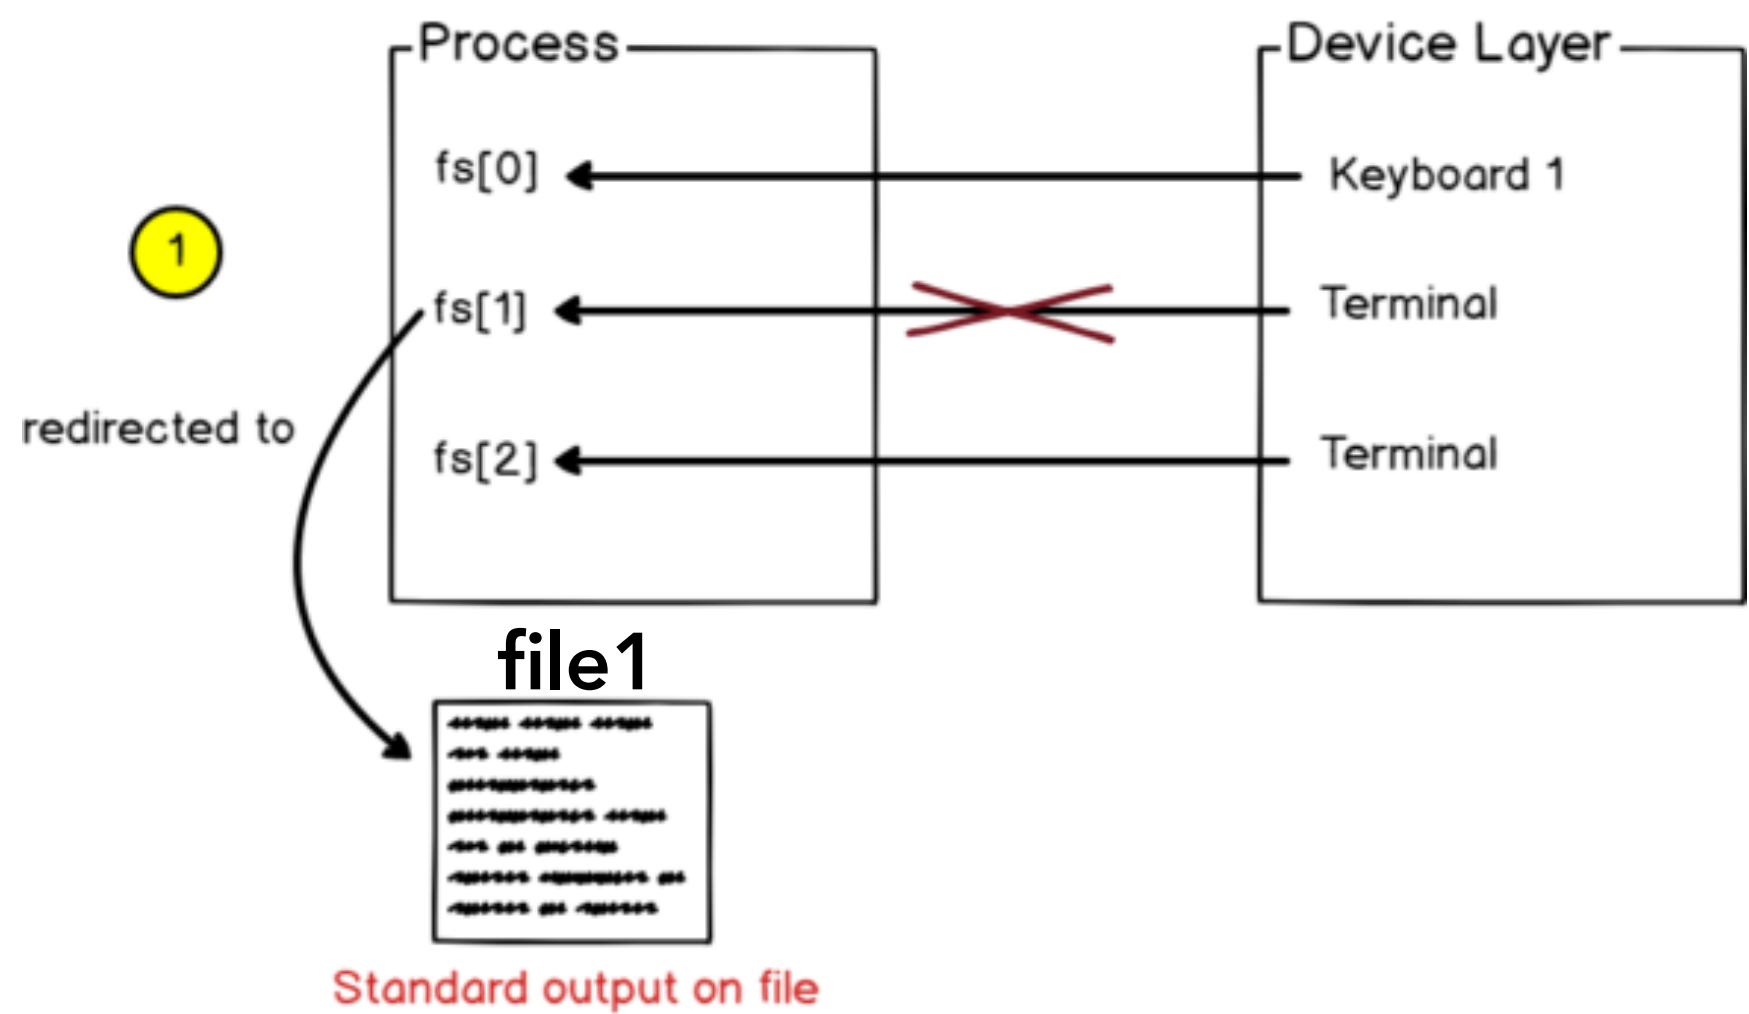 Process
Device Layer
fs[0]
Keyboard 1
1
fs[1]
Terminal
redirected to
fs[2]
Terminal
file1
Standard output on file